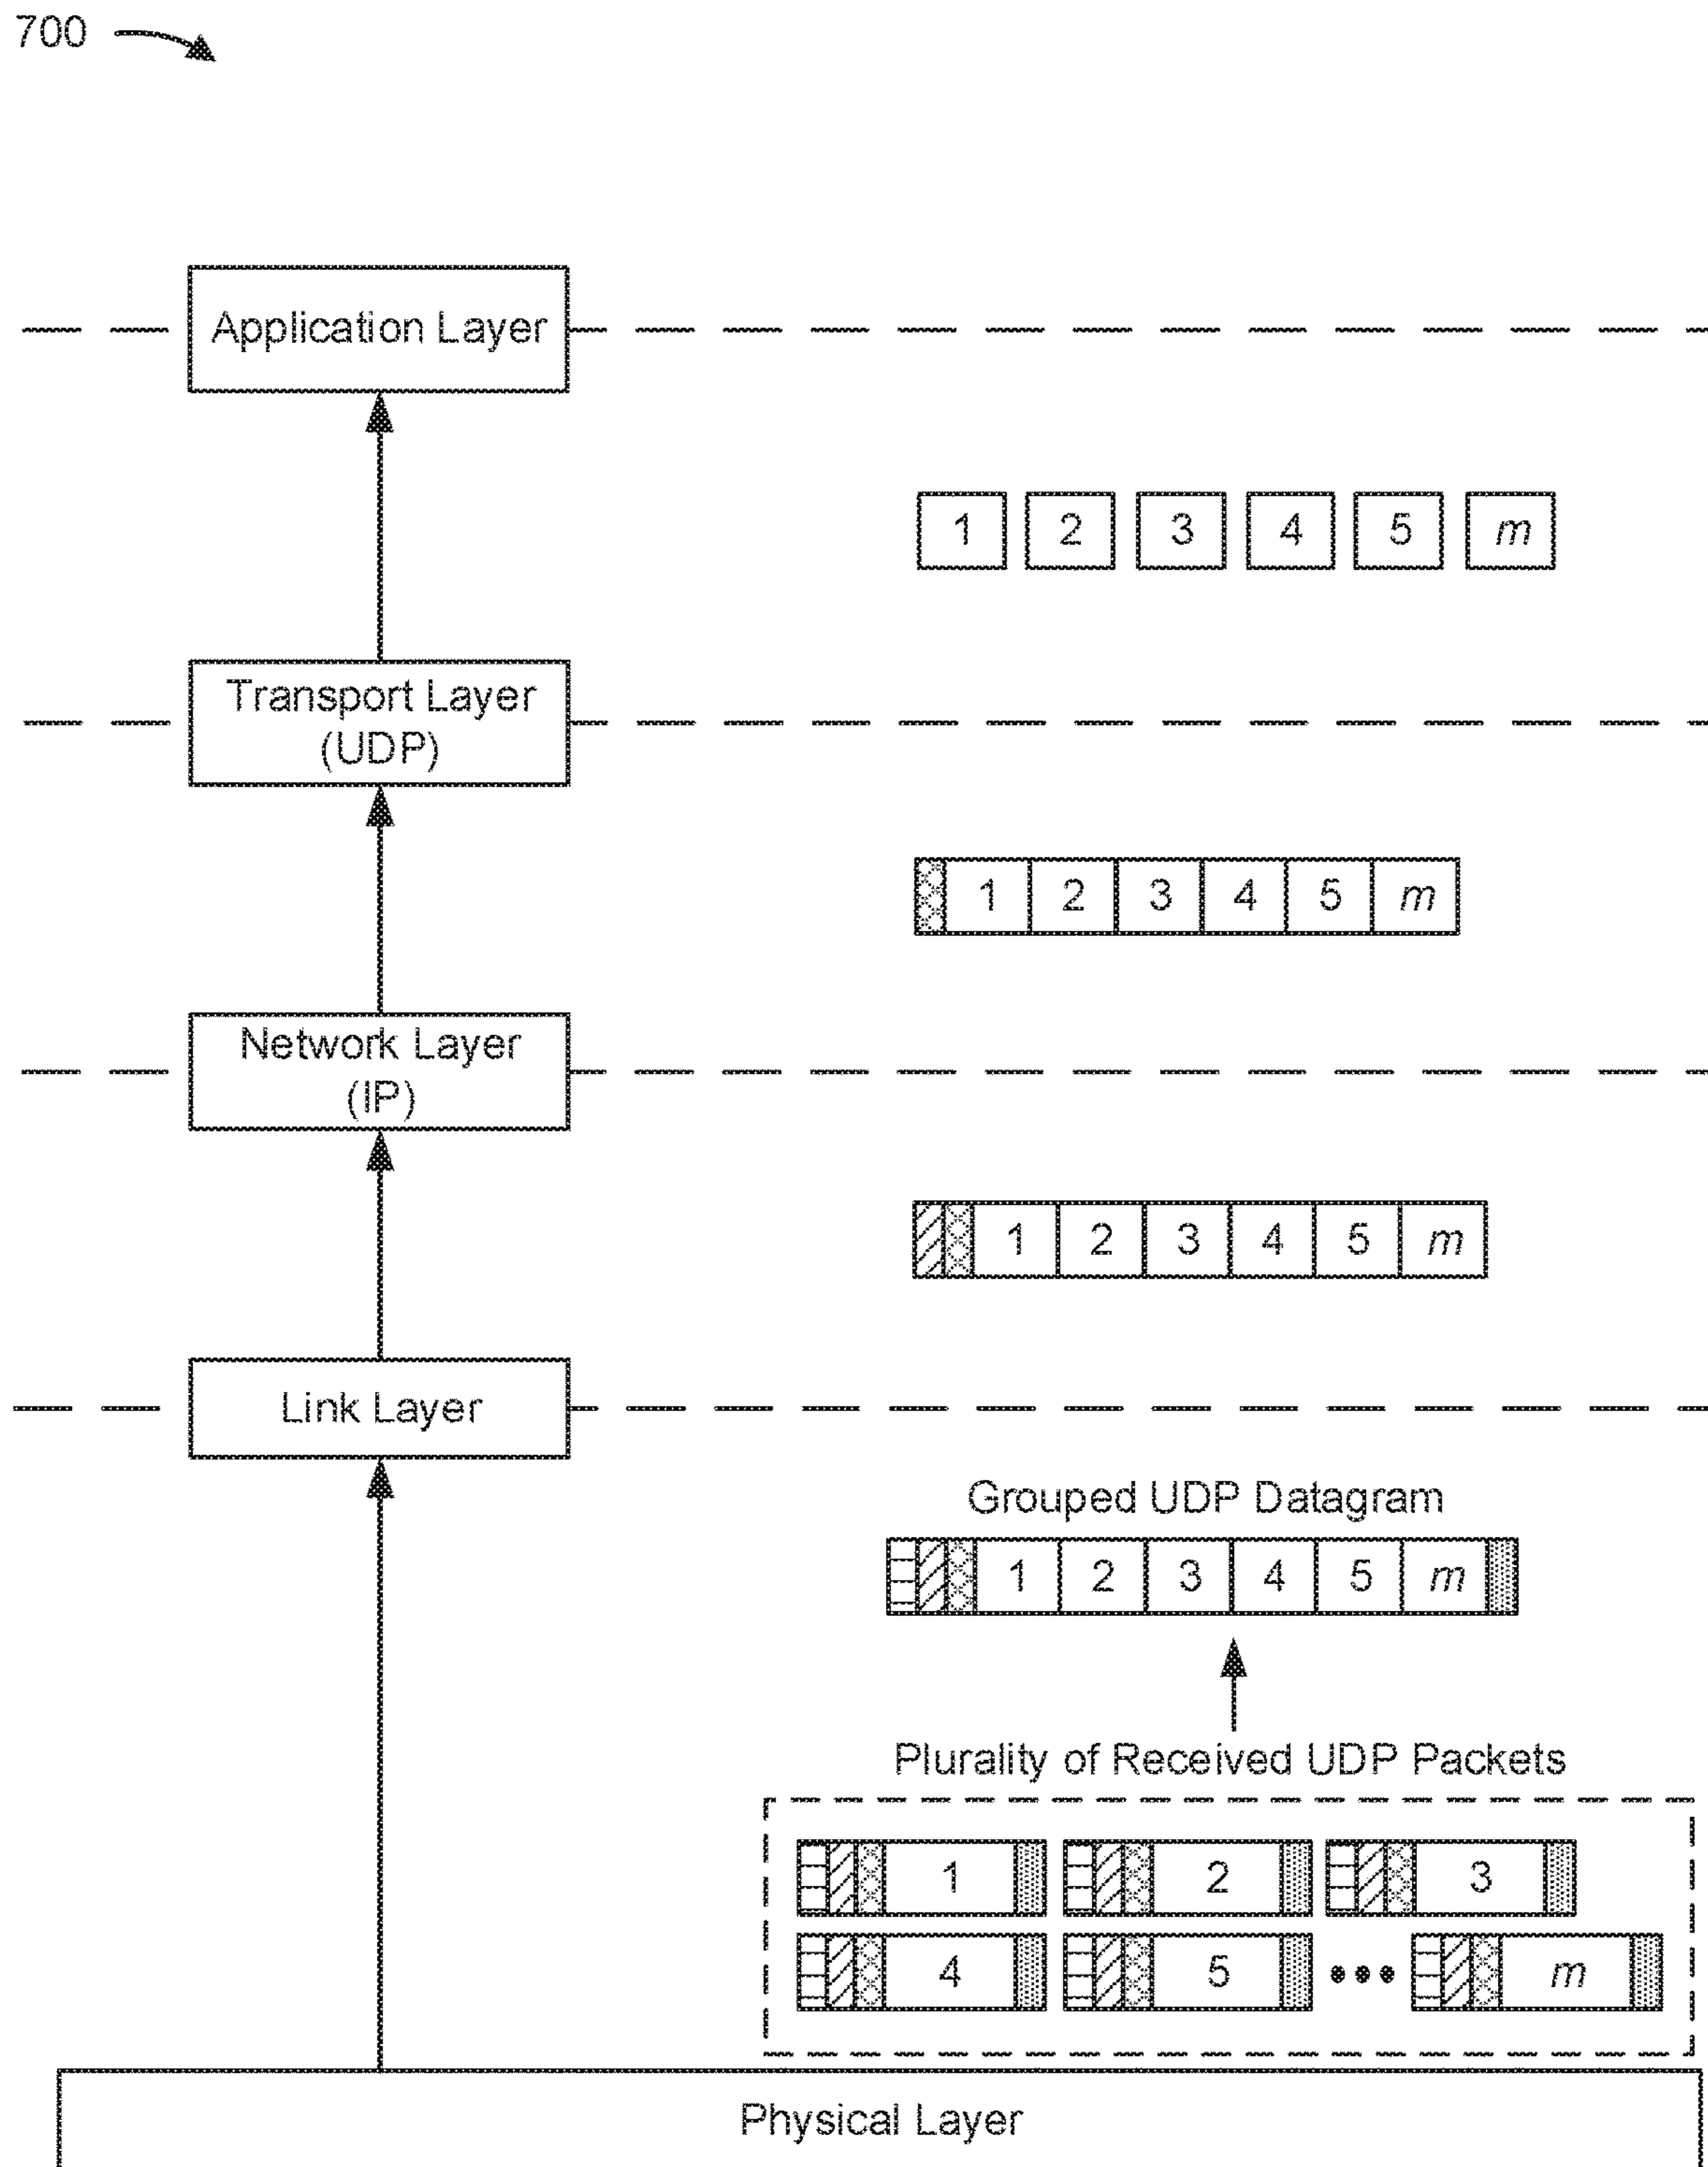 700
Application Layer
1 2 3 4 5 m
Transport Layer
(UDP)
1 2 3 4 5 m
Network Layer
(IP)
1 2 3 4 5 m
Link Layer
Grouped UDP Datagram
1 2 3 4 5 m
Plurality of Received UDP Packets
1 2 3
4 5 ••• m
Physical Layer